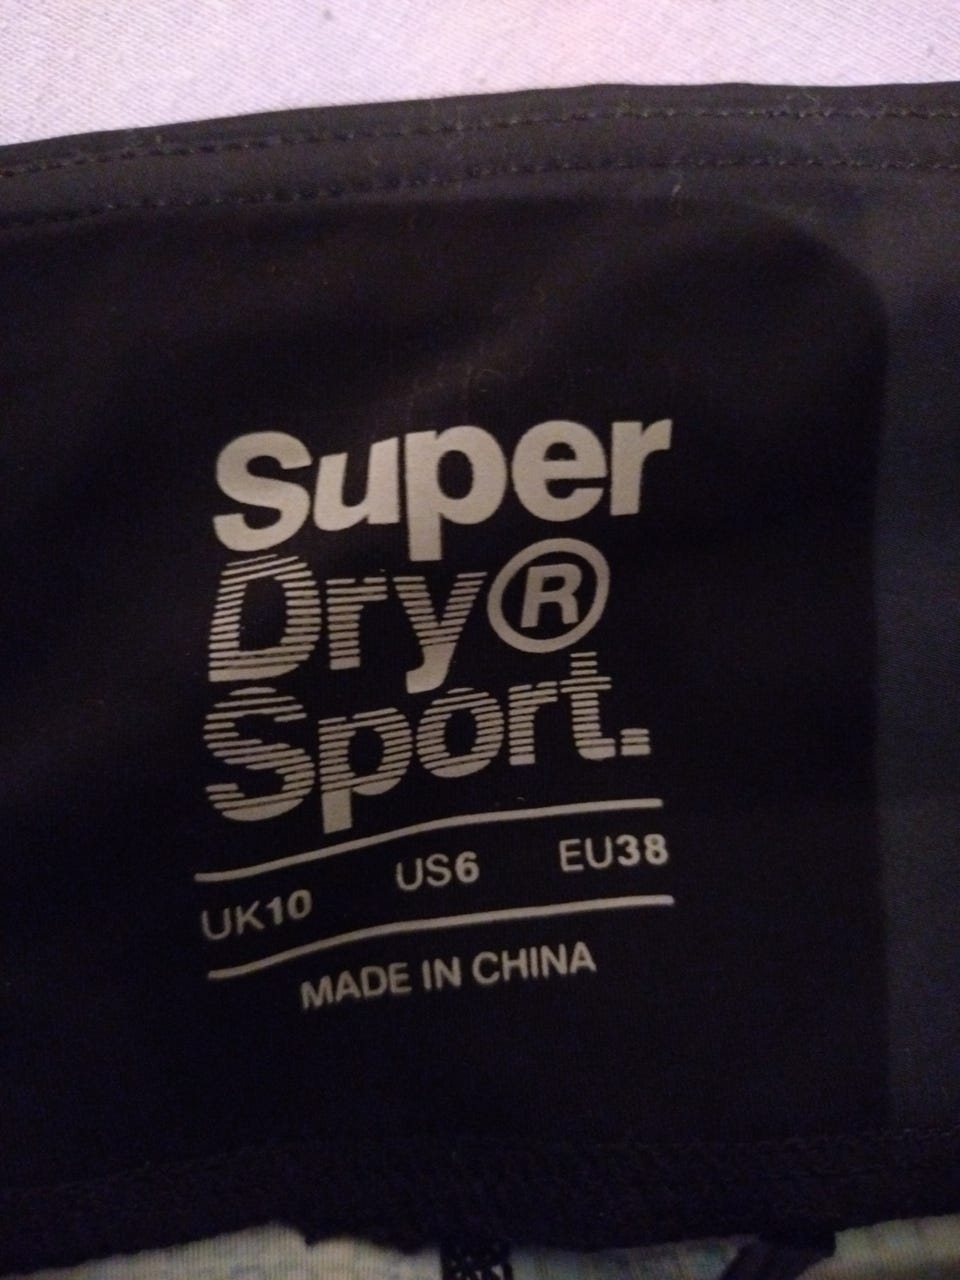 Super
Dry®
Sport.
UK10 US6 EU38
MADE IN CHINA